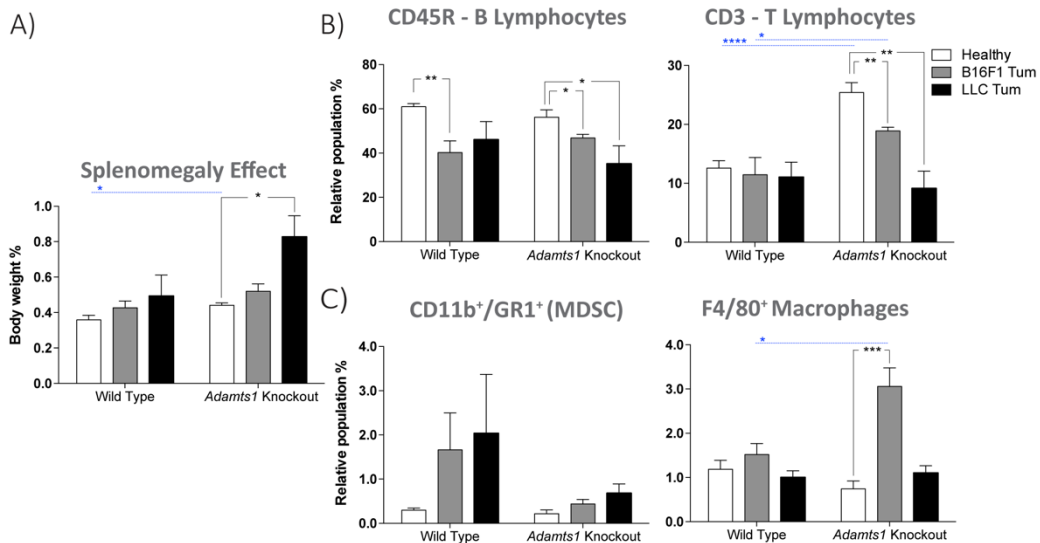 A)
Splenomegaly Effect
*
*
Body weight %
1.0
0.8
0.6
0.4
0.2
0.0
Wild Type
Adamts1 Knockout
B)
CD45R - B Lymphocytes
**
*
*
Relative population %
80
60
40
20
0
Wild Type
Adamts1 Knockout
CD3 - T Lymphocytes
****
*
**
**
30
20
10
0
Wild Type
Adamts1 Knockout
Healthy
B16F1 Tum
LLC Tum
C)
CD11b⁺/GR1⁺ (MDSC)
Relative population %
4.0
3.0
2.0
1.0
0.0
Wild Type
Adamts1 Knockout
F4/80⁺ Macrophages
*
***
4.0
3.0
2.0
1.0
0.0
Wild Type
Adamts1 Knockout